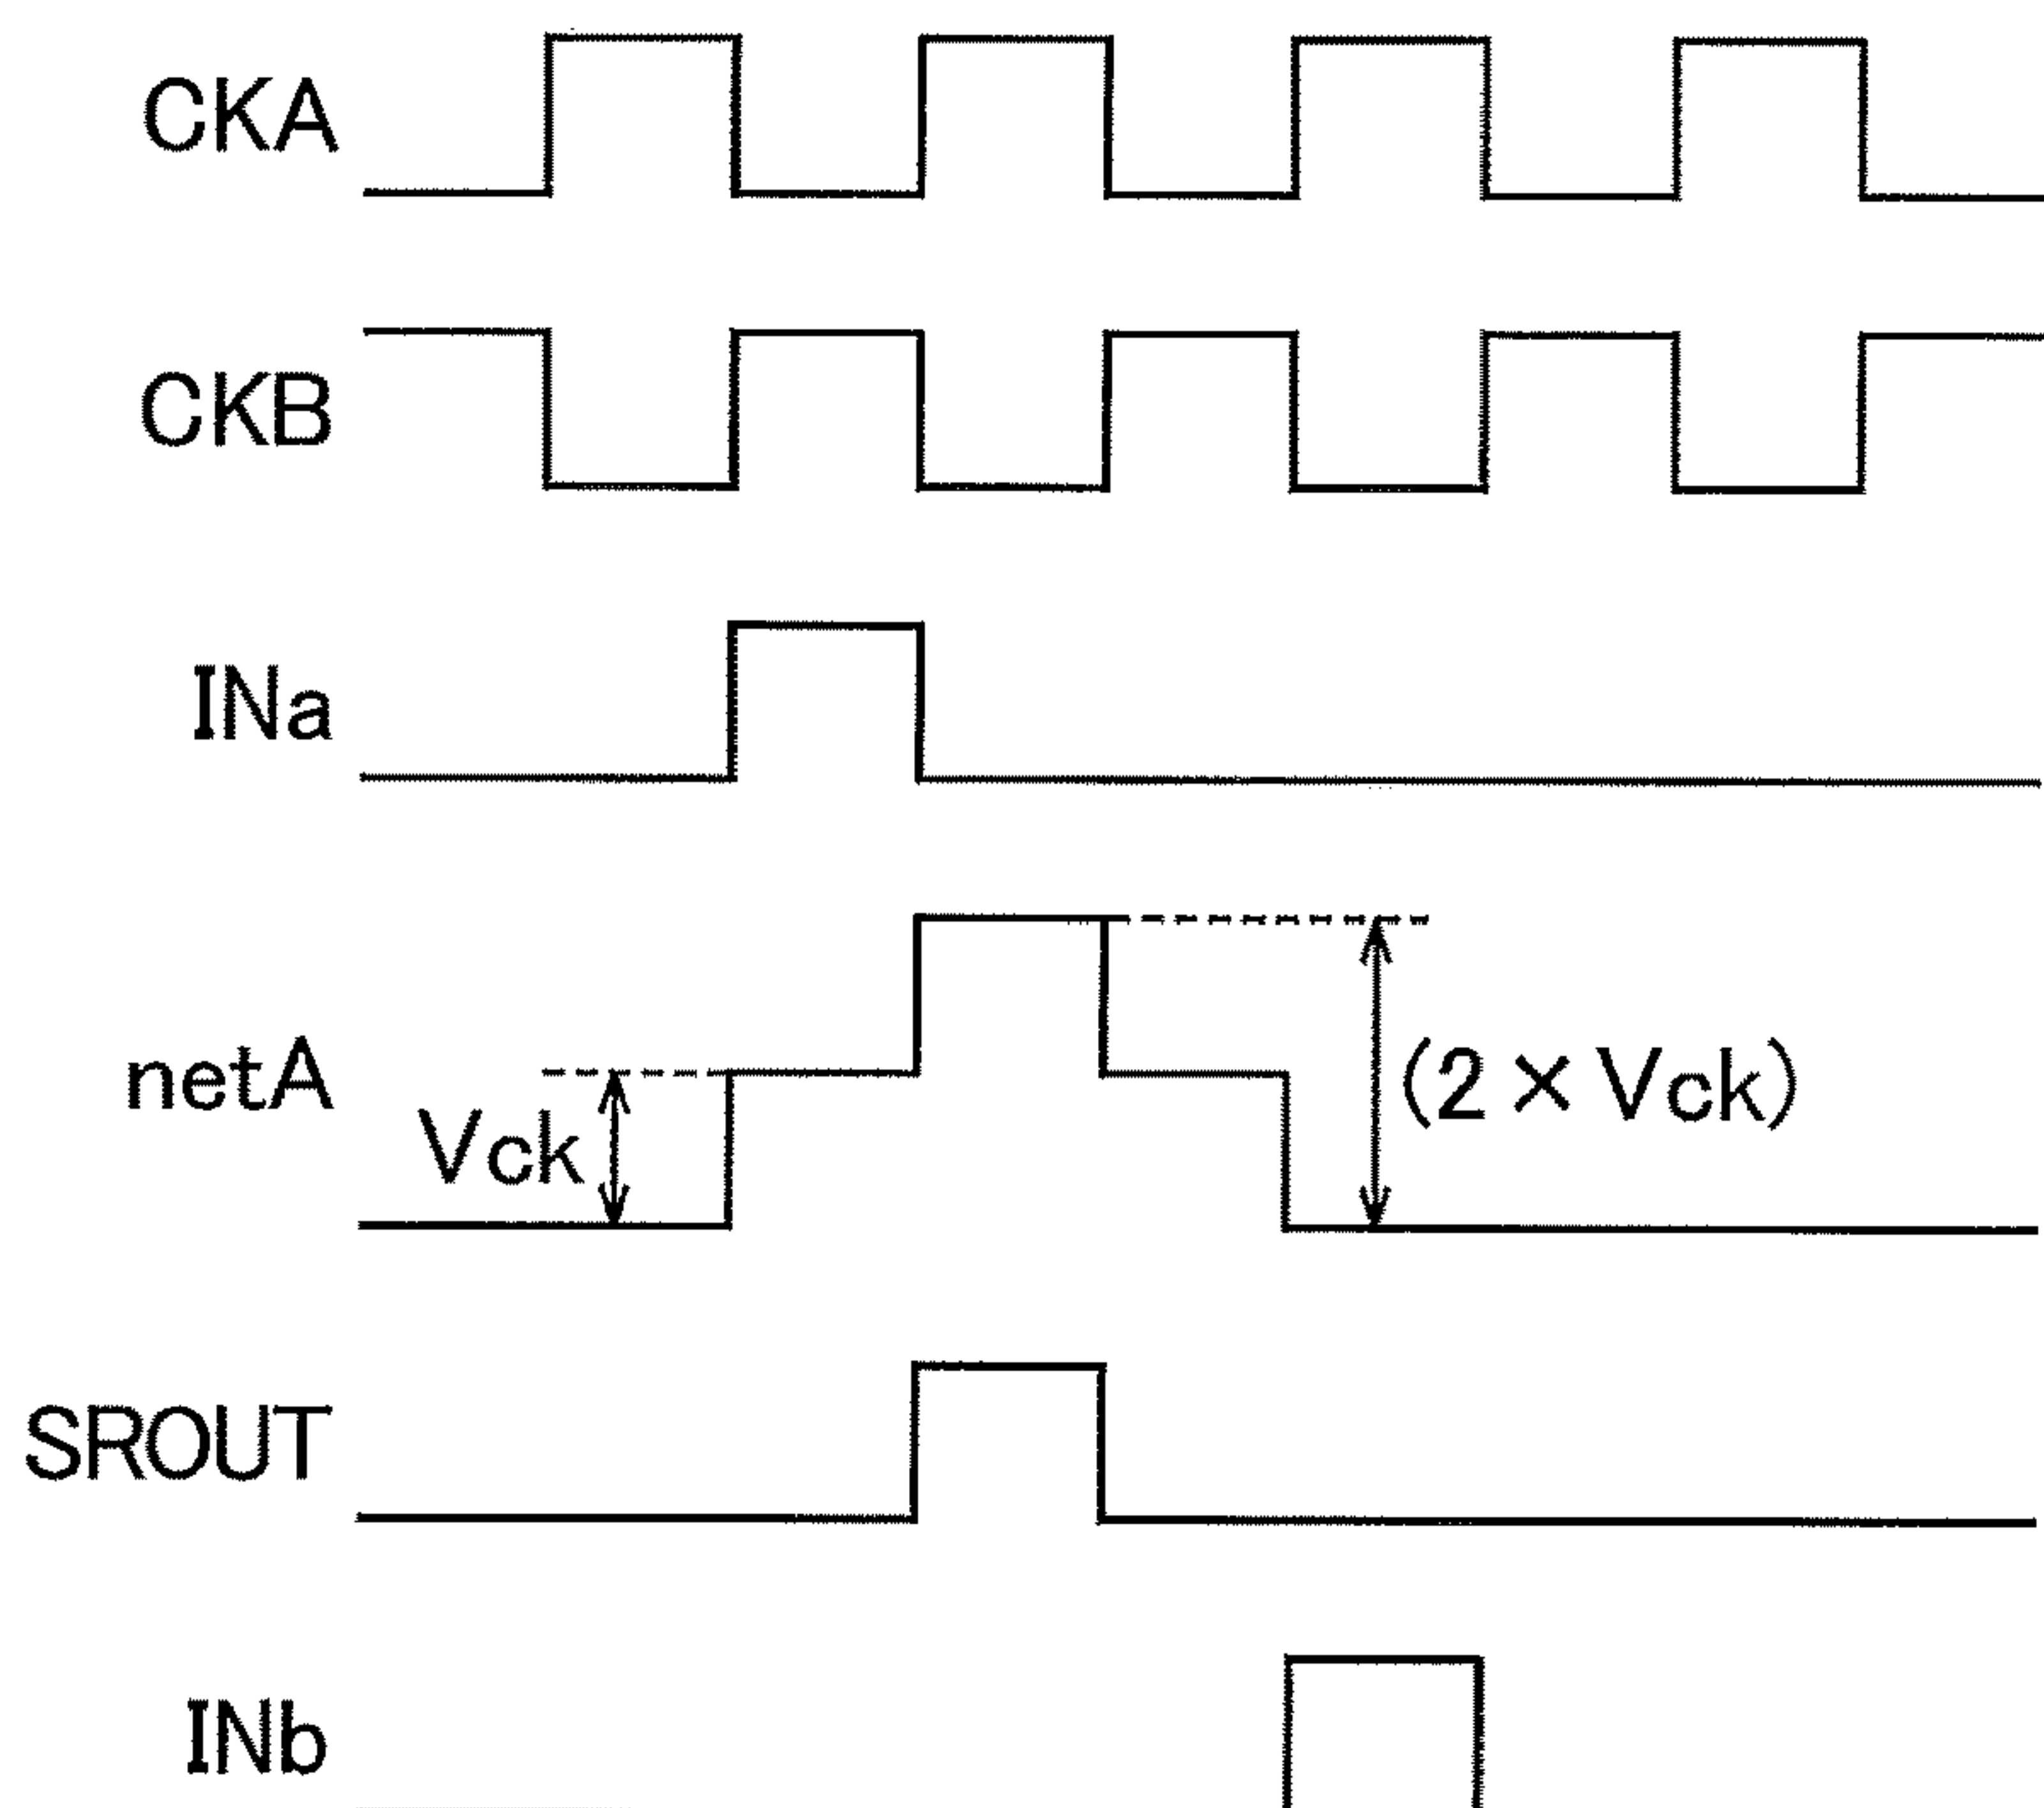 CKA
CKB
INa
netA
Vck
(2 × Vck)
SROUT
INb